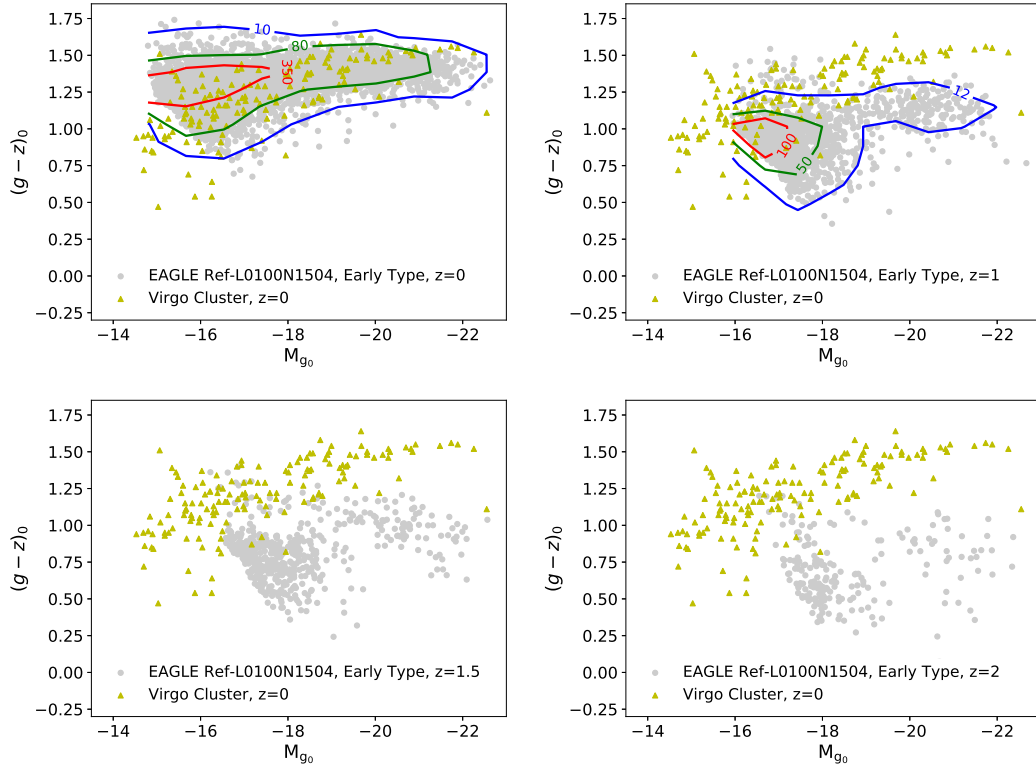 1.75
1.50
1.25
1.00
0.75
0.50
0.25
0.00
−0.25
(g − z)₀
10
80
350
EAGLE Ref-L0100N1504, Early Type, z=0
Virgo Cluster, z=0
−14 −16 −18 −20 −22
M_g₀
1.75
1.50
1.25
1.00
0.75
0.50
0.25
0.00
−0.25
(g − z)₀
12
100
50
EAGLE Ref-L0100N1504, Early Type, z=1
Virgo Cluster, z=0
−14 −16 −18 −20 −22
M_g₀
1.75
1.50
1.25
1.00
0.75
0.50
0.25
0.00
−0.25
(g − z)₀
EAGLE Ref-L0100N1504, Early Type, z=1.5
Virgo Cluster, z=0
−14 −16 −18 −20 −22
M_g₀
1.75
1.50
1.25
1.00
0.75
0.50
0.25
0.00
−0.25
(g − z)₀
EAGLE Ref-L0100N1504, Early Type, z=2
Virgo Cluster, z=0
−14 −16 −18 −20 −22
M_g₀